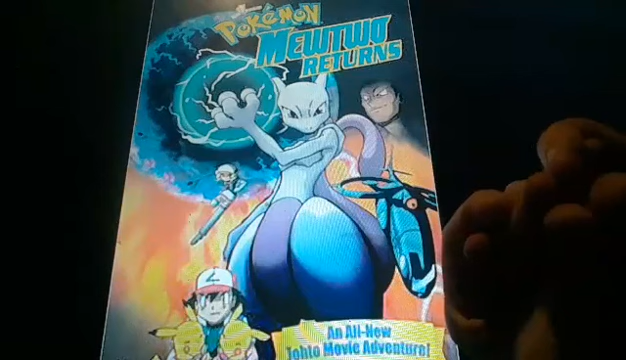 POKéMON
MEWTWO
RETURNS
An All-New
Johto Movie Adventure!